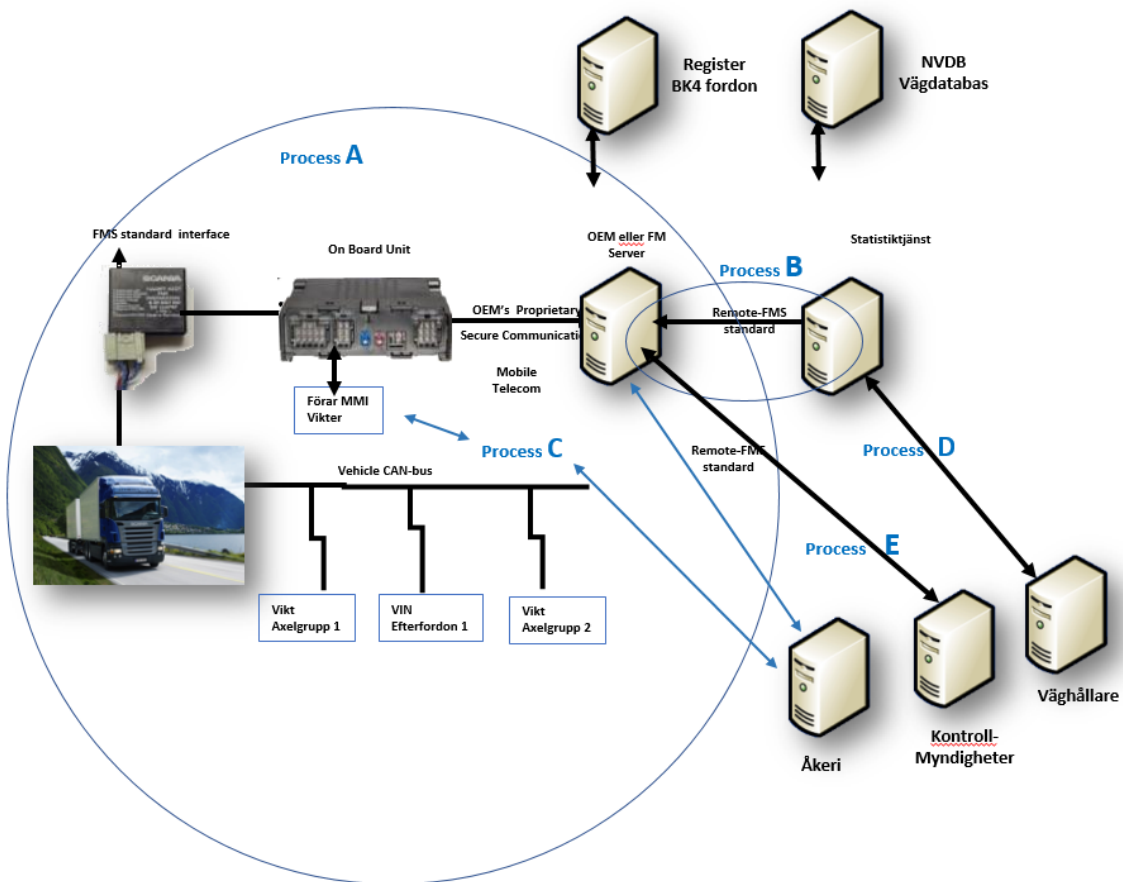 Register
BK4 fordon
NVDB
Vägdatabas
Process A
FMS standard interface
On Board Unit
OEM eller FM
Server
Statistiktjänst
Process B
SCANIA
OEM's Proprietary
Secure Communicatio
Remote-FMS
standard
Mobile
Telecom
Förar MMI
Vikter
Process C
Remote-FMS
standard
Process D
Vehicle CAN-bus
Process E
Vikt
Axelgrupp 1
VIN
Efterfordon 1
Vikt
Axelgrupp 2
Väghållare
Kontroll-
Myndigheter
Åkeri